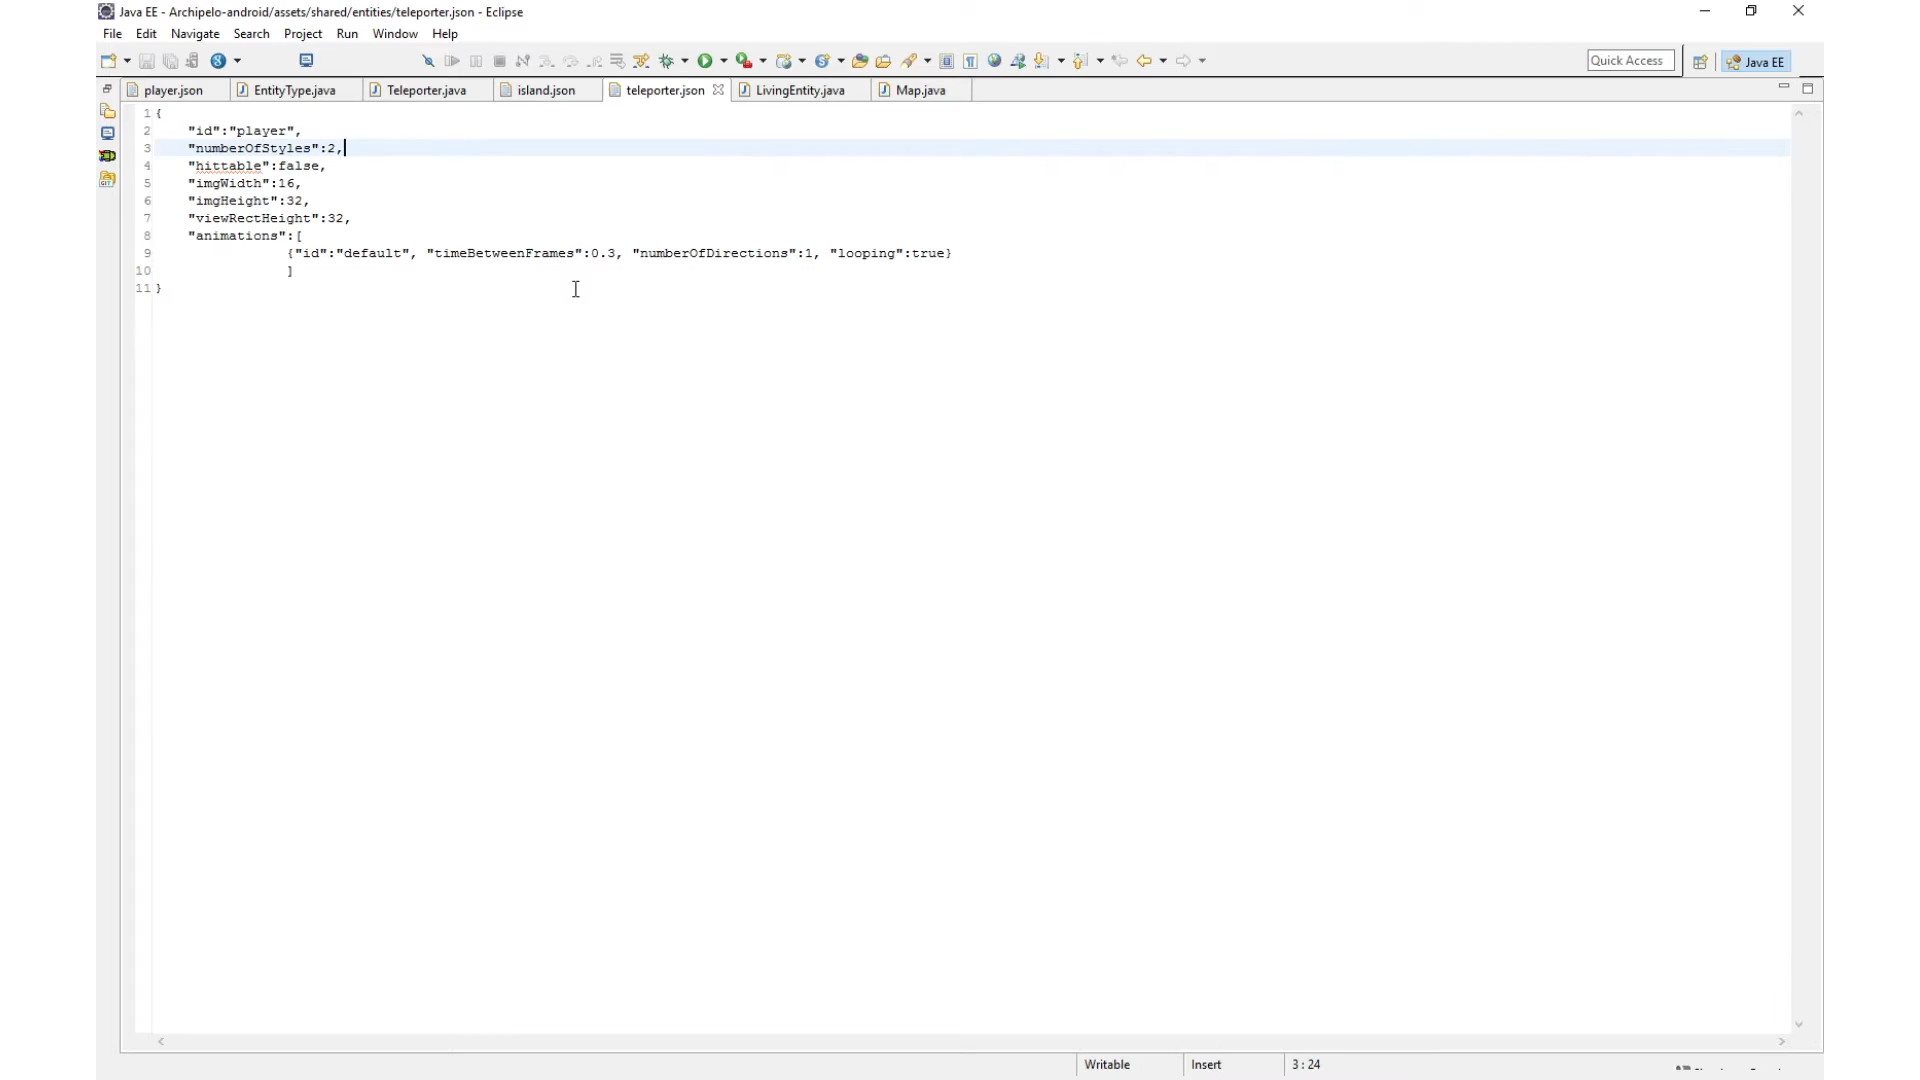 Java EE - Archipelo-android/assets/shared/entities/teleporter.json - Eclipse
File Edit Navigate Search Project Run Window Help
Quick Access Java EE
player.json EntityType.java Teleporter.java island.json teleporter.json LivingEntity.java Map.java
1 {
2 "id":"player",
3 "numberOfStyles":2,
4 "hittable":false,
5 "imgWidth":16,
6 "imgHeight":32,
7 "viewRectHeight":32,
8 "animations":[
9 {"id":"default", "timeBetweenFrames":0.3, "numberOfDirections":1, "looping":true}
10 ]
11 }
Writable Insert 3 : 24